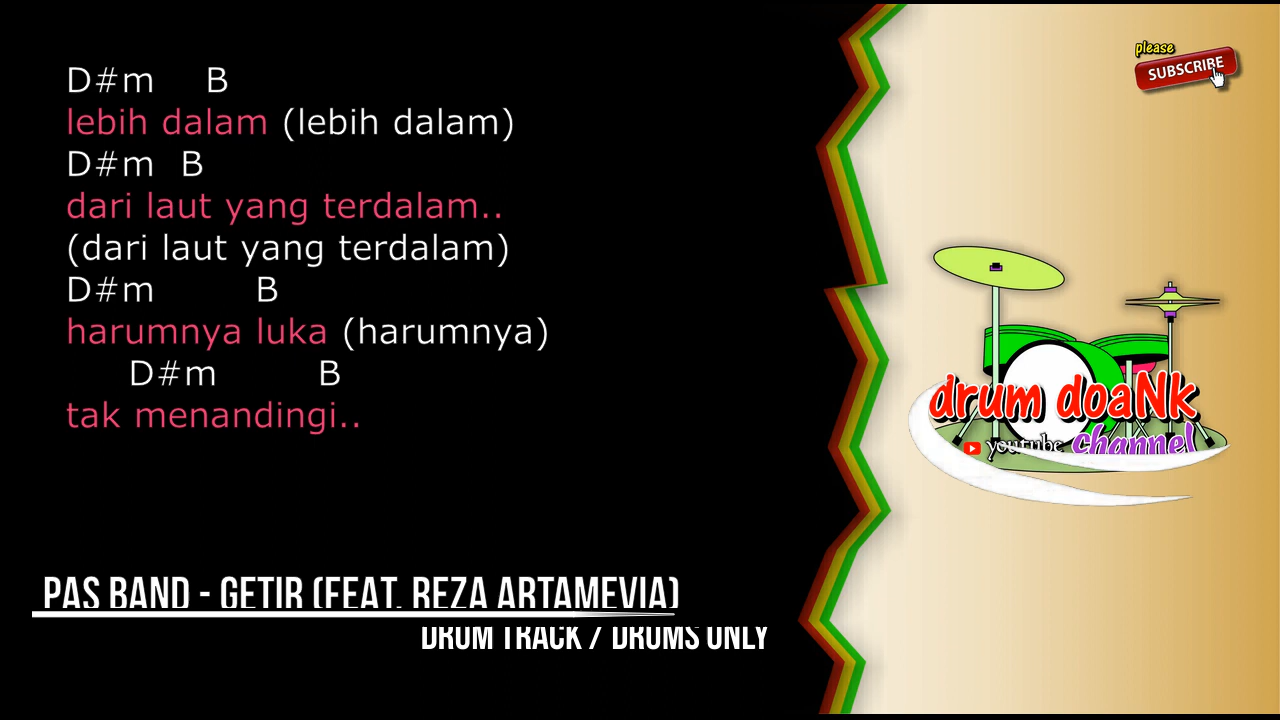 D#m B
lebih dalam (lebih dalam)
D#m B
dari laut yang terdalam..
(dari laut yang terdalam)
D#m B
harumnya luka (harumnya)
D#m B
tak menandingi..
PAS BAND - GETIR (FEAT. REZA ARTAMEVIA)
DRUM TRACK / DRUMS ONLY
please
SUBSCRIBE
drum doaNk
youtube channel